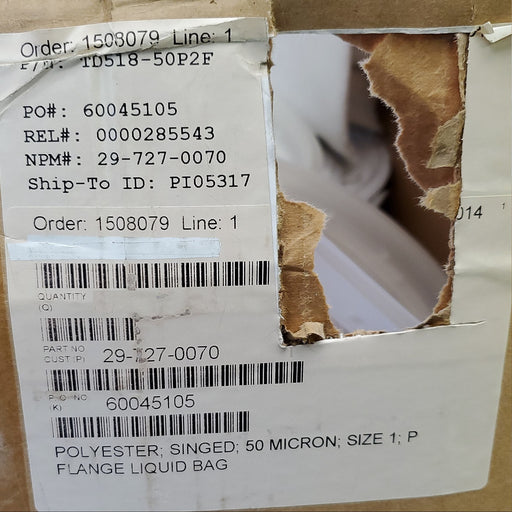 Order: 1508079 Line: 1
P/N: TD518-50P2F
PO#: 60045105
REL#: 0000285543
NPM#: 29-727-0070
Ship-To ID: PI05317
Order: 1508079 Line: 1
014
QUANTITY
(Q)
PART NO
CUST (P) 29-727-0070
P.O. NO
(K) 60045105
POLYESTER; SINGED; 50 MICRON; SIZE 1; P
FLANGE LIQUID BAG